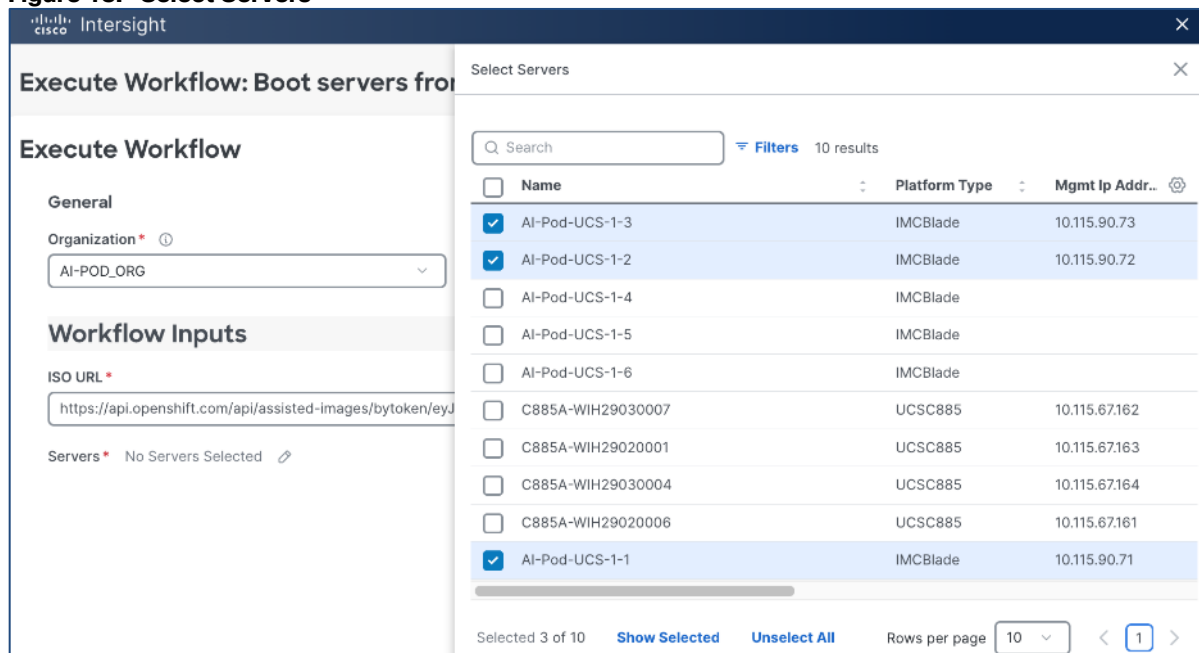 Figure 18. Select Servers
cisco Intersight
Execute Workflow: Boot servers from
Execute Workflow
General
Organization *
AI-POD_ORG
Workflow Inputs
ISO URL *
https://api.openshift.com/api/assisted-images/bytoken/eyJ
Servers * No Servers Selected
Select Servers
Search Filters 10 results
Name Platform Type Mgmt Ip Addr...
AI-Pod-UCS-1-3 IMCBlade 10.115.90.73
AI-Pod-UCS-1-2 IMCBlade 10.115.90.72
AI-Pod-UCS-1-4 IMCBlade
AI-Pod-UCS-1-5 IMCBlade
AI-Pod-UCS-1-6 IMCBlade
C885A-WIH29030007 UCSC885 10.115.67.162
C885A-WIH29020001 UCSC885 10.115.67.163
C885A-WIH29030004 UCSC885 10.115.67.164
C885A-WIH29020006 UCSC885 10.115.67.161
AI-Pod-UCS-1-1 IMCBlade 10.115.90.71
Selected 3 of 10 Show Selected Unselect All Rows per page 10 1